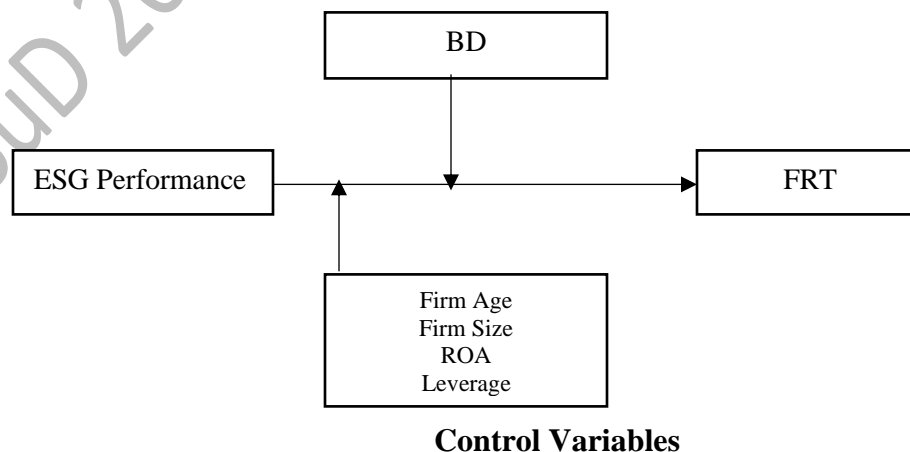 BD
ESG Performance
FRT
Firm Age
Firm Size
ROA
Leverage
Control Variables